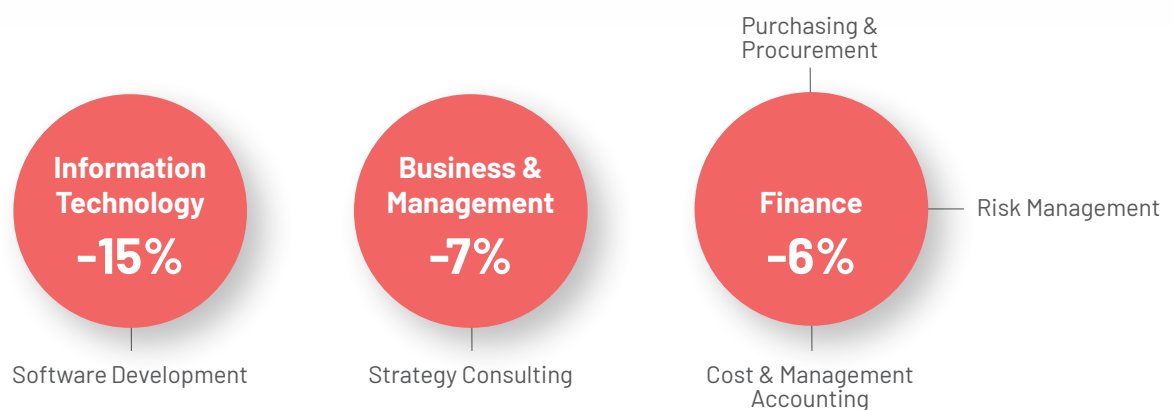 Information
Technology
-15%
Software Development
Business &
Management
-7%
Strategy Consulting
Purchasing &
Procurement
Finance
-6%
Risk Management
Cost & Management
Accounting